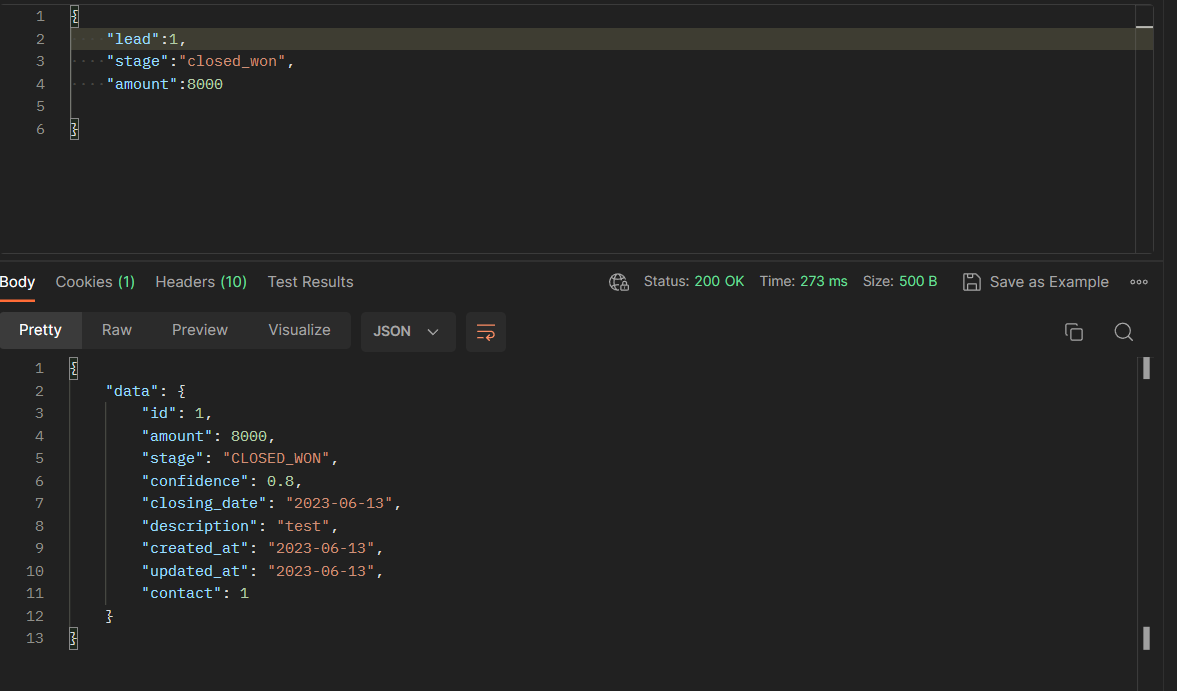 1 {
2 "lead":1,
3 "stage":"closed_won",
4 "amount":8000
5
6 }
Body Cookies (1) Headers (10) Test Results Status: 200 OK Time: 273 ms Size: 500 B Save as Example
Pretty Raw Preview Visualize JSON
1 {
2 "data": {
3 "id": 1,
4 "amount": 8000,
5 "stage": "CLOSED_WON",
6 "confidence": 0.8,
7 "closing_date": "2023-06-13",
8 "description": "test",
9 "created_at": "2023-06-13",
10 "updated_at": "2023-06-13",
11 "contact": 1
12 }
13 }